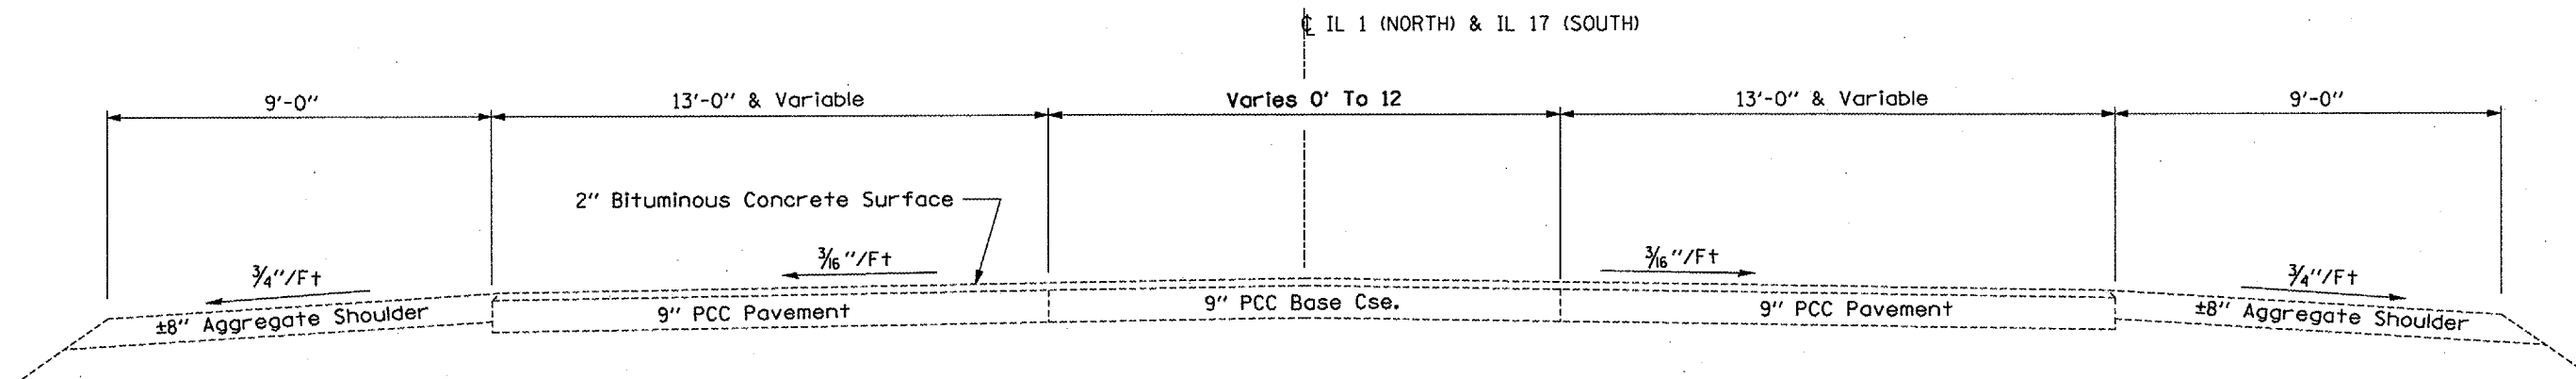 ℄ IL 1 (NORTH) & IL 17 (SOUTH)
9'-0" 13'-0" & Variable Varies 0' To 12 13'-0" & Variable 9'-0"
2" Bituminous Concrete Surface
3/4"/Ft 3/16"/Ft 3/16"/Ft 3/4"/Ft
±8" Aggregate Shoulder 9" PCC Pavement 9" PCC Base Cse. 9" PCC Pavement ±8" Aggregate Shoulder